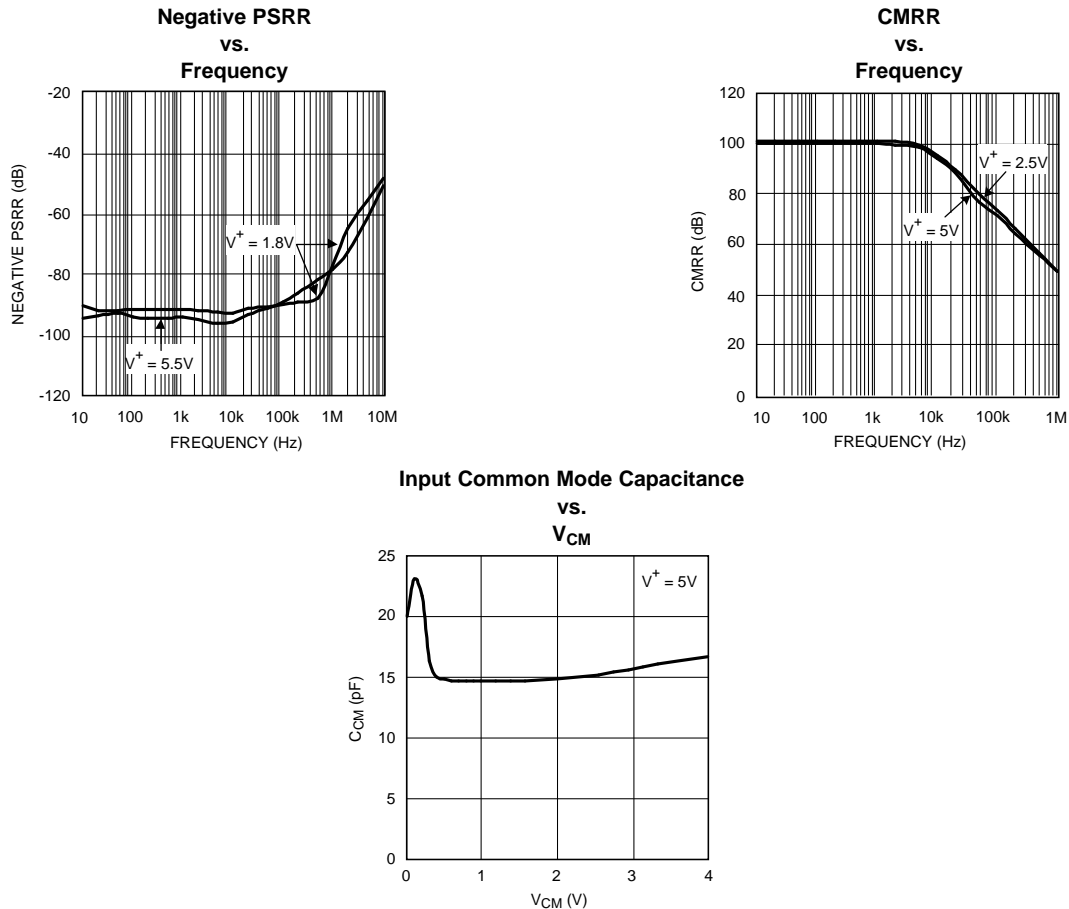 Negative PSRR
vs.
Frequency
-20
-40
-60
-80
-100
-120
NEGATIVE PSRR (dB)
V+ = 1.8V
V+ = 5.5V
10 100 1k 10k 100k 1M 10M
FREQUENCY (Hz)
CMRR
vs.
Frequency
120
100
80
60
40
20
0
CMRR (dB)
V+ = 2.5V
V+ = 5V
10 100 1k 10k 100k 1M
FREQUENCY (Hz)
Input Common Mode Capacitance
vs.
VCM
25
20
15
10
5
0
CCM (pF)
V+ = 5V
0 1 2 3 4
VCM (V)